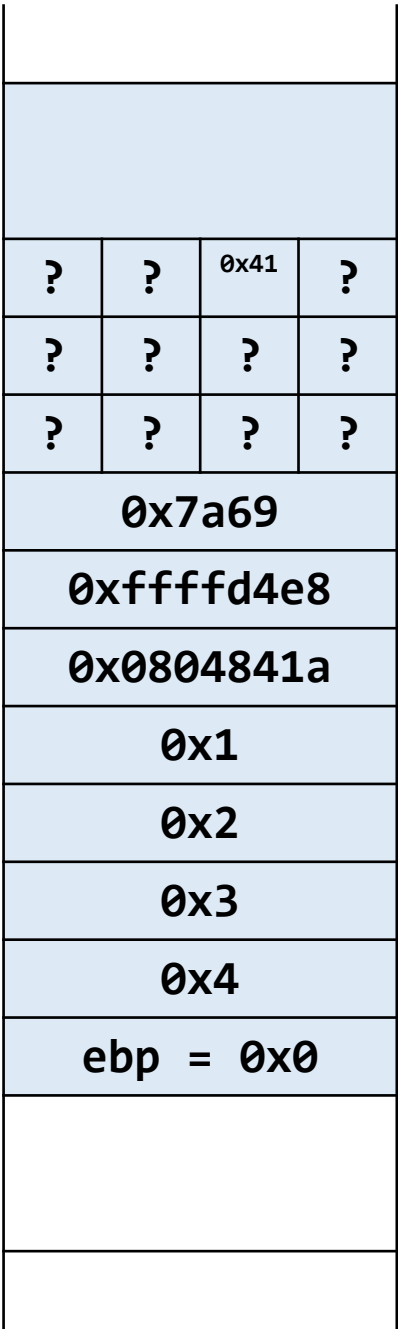 ? ? 0x41 ?
? ? ? ?
? ? ? ?
0x7a69
0xffffd4e8
0x0804841a
0x1
0x2
0x3
0x4
ebp = 0x0